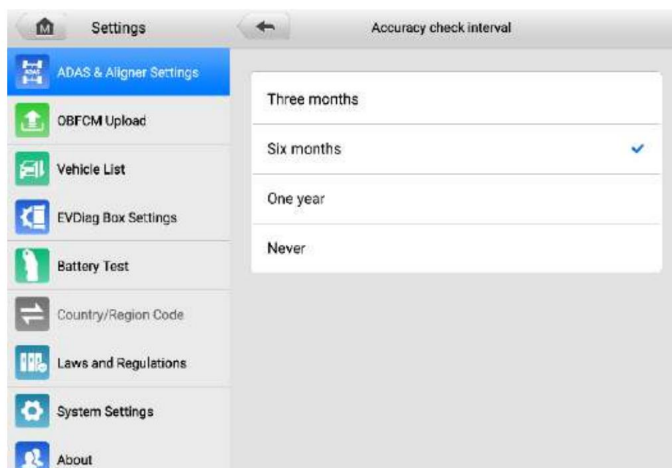 Settings
Accuracy check interval
ADAS & Aligner Settings
OBFCM Upload
Vehicle List
EVDiag Box Settings
Battery Test
Country/Region Code
Laws and Regulations
System Settings
About
Three months
Six months
One year
Never